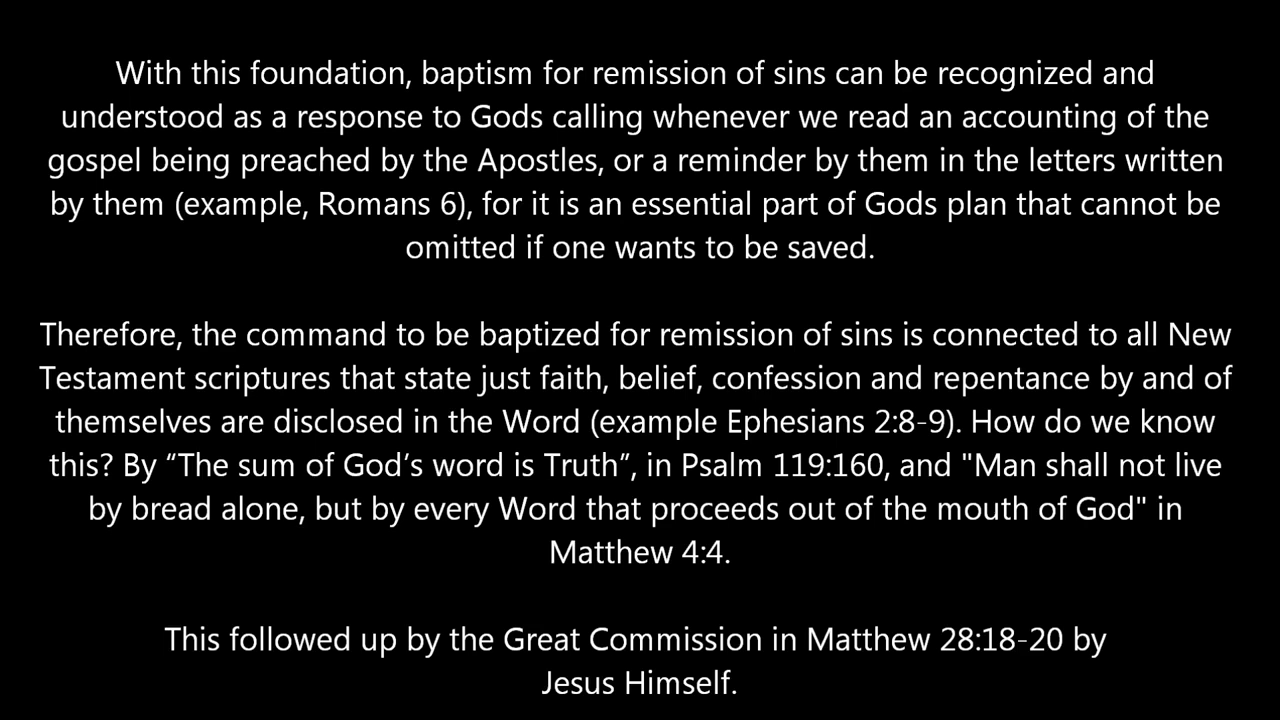 With this foundation, baptism for remission of sins can be recognized and
understood as a response to Gods calling whenever we read an accounting of the
gospel being preached by the Apostles, or a reminder by them in the letters written
by them (example, Romans 6), for it is an essential part of Gods plan that cannot be
omitted if one wants to be saved.
Therefore, the command to be baptized for remission of sins is connected to all New
Testament scriptures that state just faith, belief, confession and repentance by and of
themselves are disclosed in the Word (example Ephesians 2:8-9). How do we know
this? By “The sum of God’s word is Truth”, in Psalm 119:160, and "Man shall not live
by bread alone, but by every Word that proceeds out of the mouth of God" in
Matthew 4:4.
This followed up by the Great Commission in Matthew 28:18-20 by
Jesus Himself.